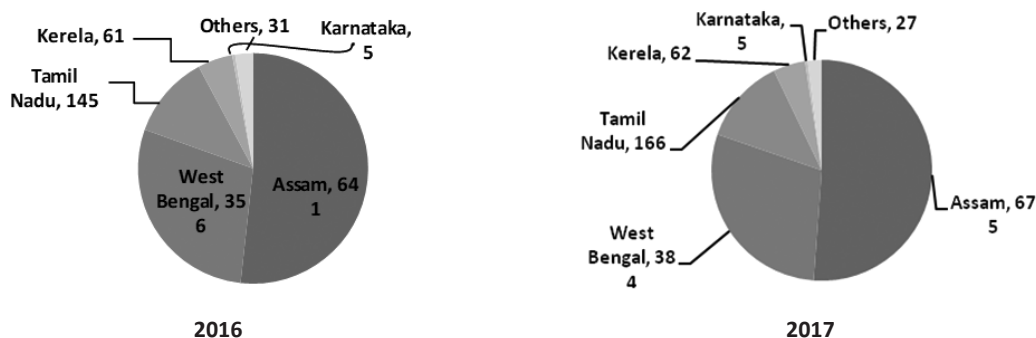 Others, 31
Karnataka,
5
Kerela, 61
Tamil
Nadu, 145
West
Bengal, 35
6
Assam, 64
1
2016
Karnataka,
5
Others, 27
Kerela, 62
Tamil
Nadu, 166
Assam, 67
5
West
Bengal, 38
4
2017